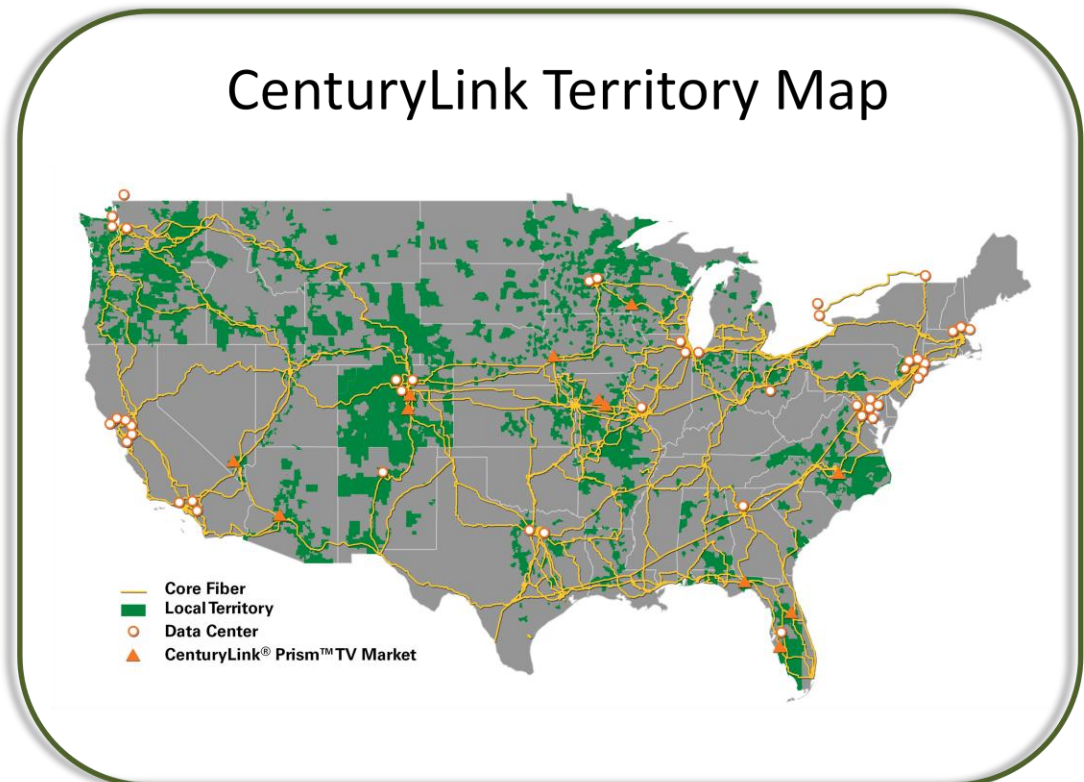 CenturyLink Territory Map
Core Fiber
Local Territory
Data Center
CenturyLink® Prism™ TV Market